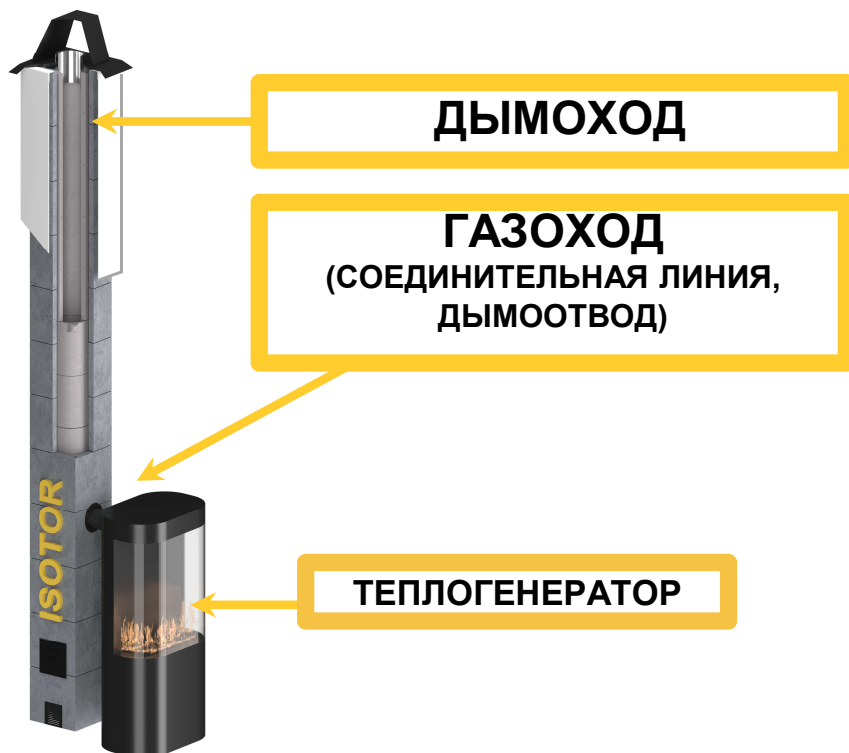 ДЫМОХОД
ГАЗОХОД
(СОЕДИНИТЕЛЬНАЯ ЛИНИЯ,
ДЫМООТВОД)
ISOTOR
ТЕПЛОГЕНЕРАТОР